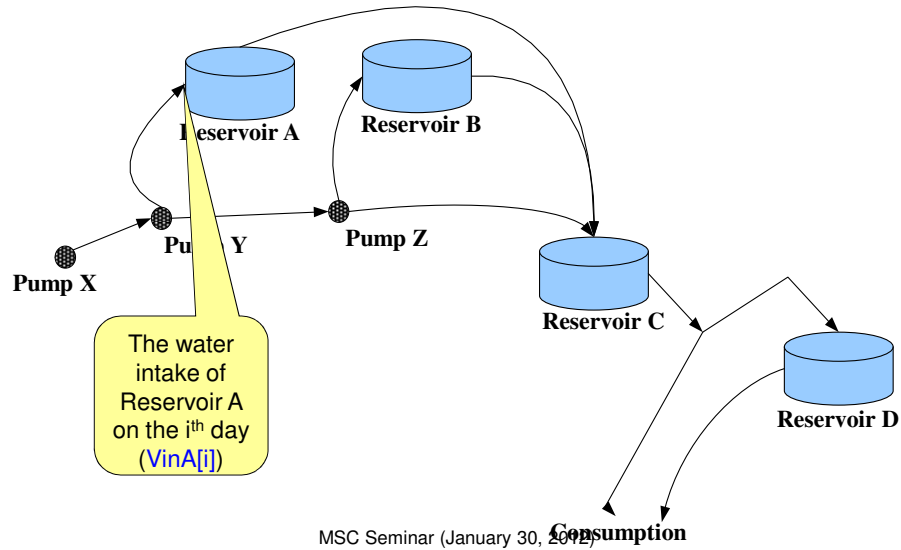 Reservoir A
Reservoir B
Pump Y
Pump Z
Pump X
Reservoir C
The water
intake of
Reservoir A
on the ith day
(VinA[i])
Reservoir D
Consumption
MSC Seminar (January 30, 2012)